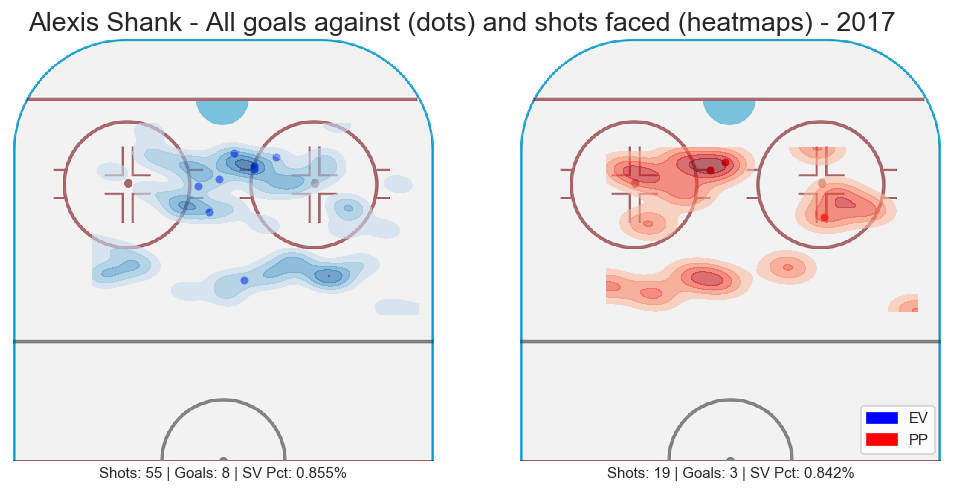 Alexis Shank - All goals against (dots) and shots faced (heatmaps) - 2017
EV
PP
Shots: 55 | Goals: 8 | SV Pct: 0.855%
Shots: 19 | Goals: 3 | SV Pct: 0.842%